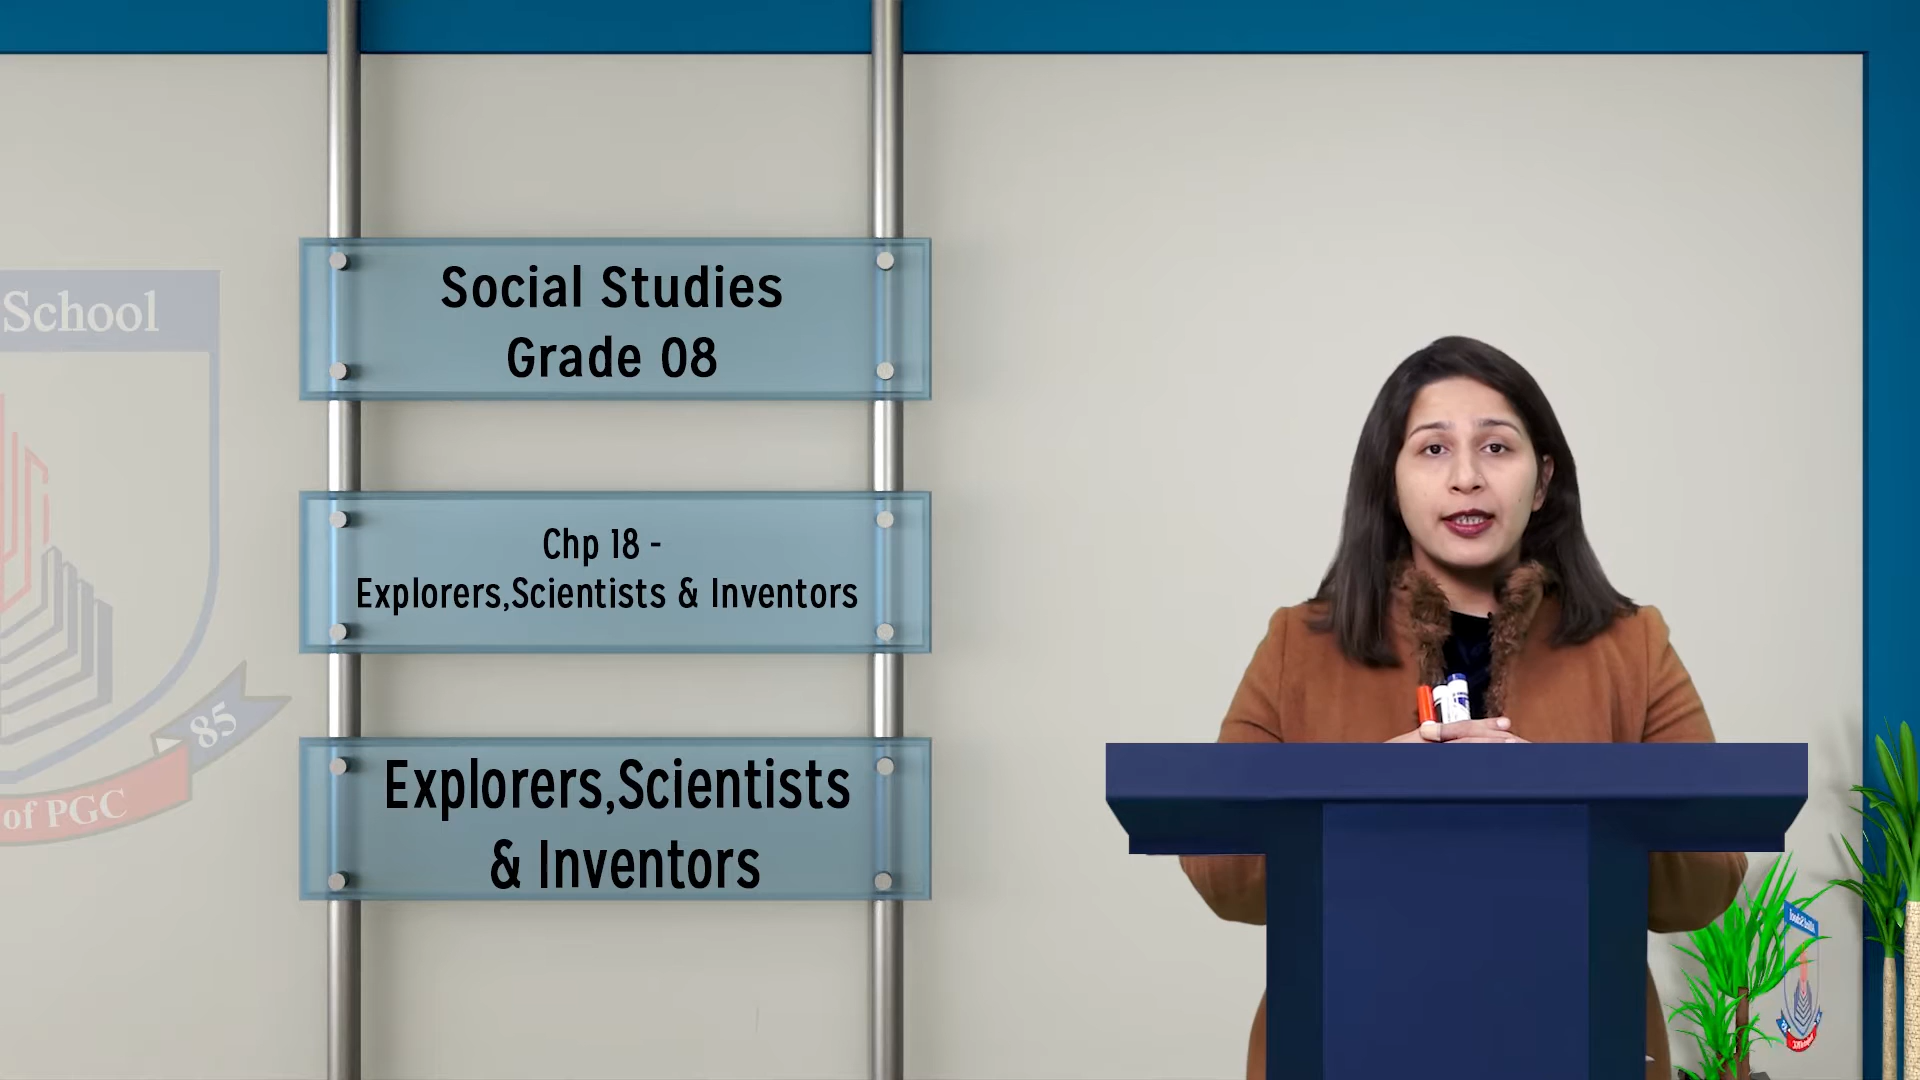 School
85
of PGC
Social Studies
Grade 08
Chp 18 -
Explorers,Scientists & Inventors
Explorers,Scientists
& Inventors